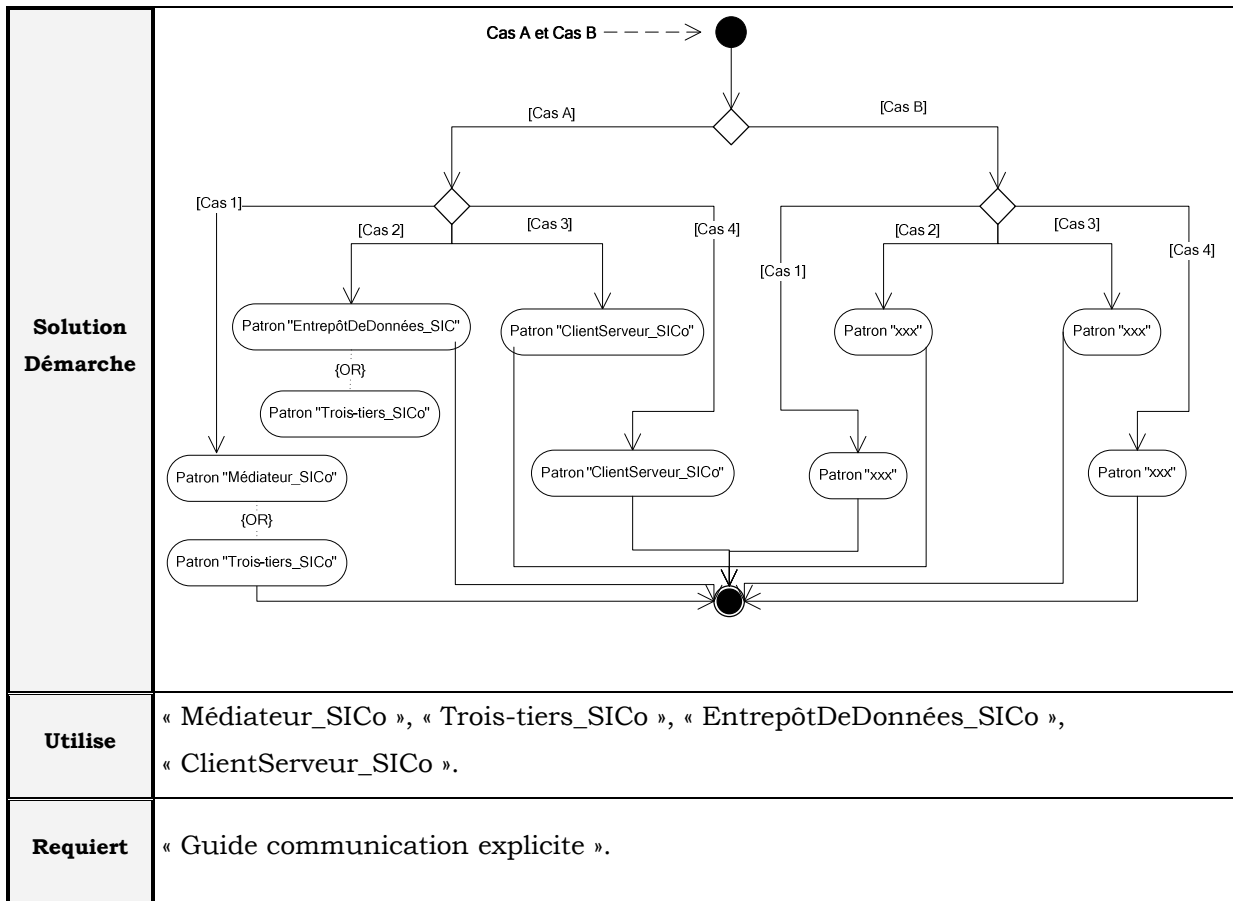 Cas A et Cas B
[Cas A]
[Cas B]
[Cas 1]
[Cas 2]
[Cas 3]
[Cas 4]
[Cas 1]
[Cas 2]
[Cas 3]
[Cas 4]
Solution
Démarche
Patron "EntrepôtDeDonnées_SIC"
Patron "ClientServeur_SICo"
Patron "xxx"
Patron "xxx"
{OR}
Patron "Trois-tiers_SICo"
Patron "Médiateur_SICo"
Patron "ClientServeur_SICo"
Patron "xxx"
Patron "xxx"
{OR}
Patron "Trois-tiers_SICo"
Utilise
« Médiateur_SICo », « Trois-tiers_SICo », « EntrepôtDeDonnées_SICo »,
« ClientServeur_SICo ».
Requiert
« Guide communication explicite ».